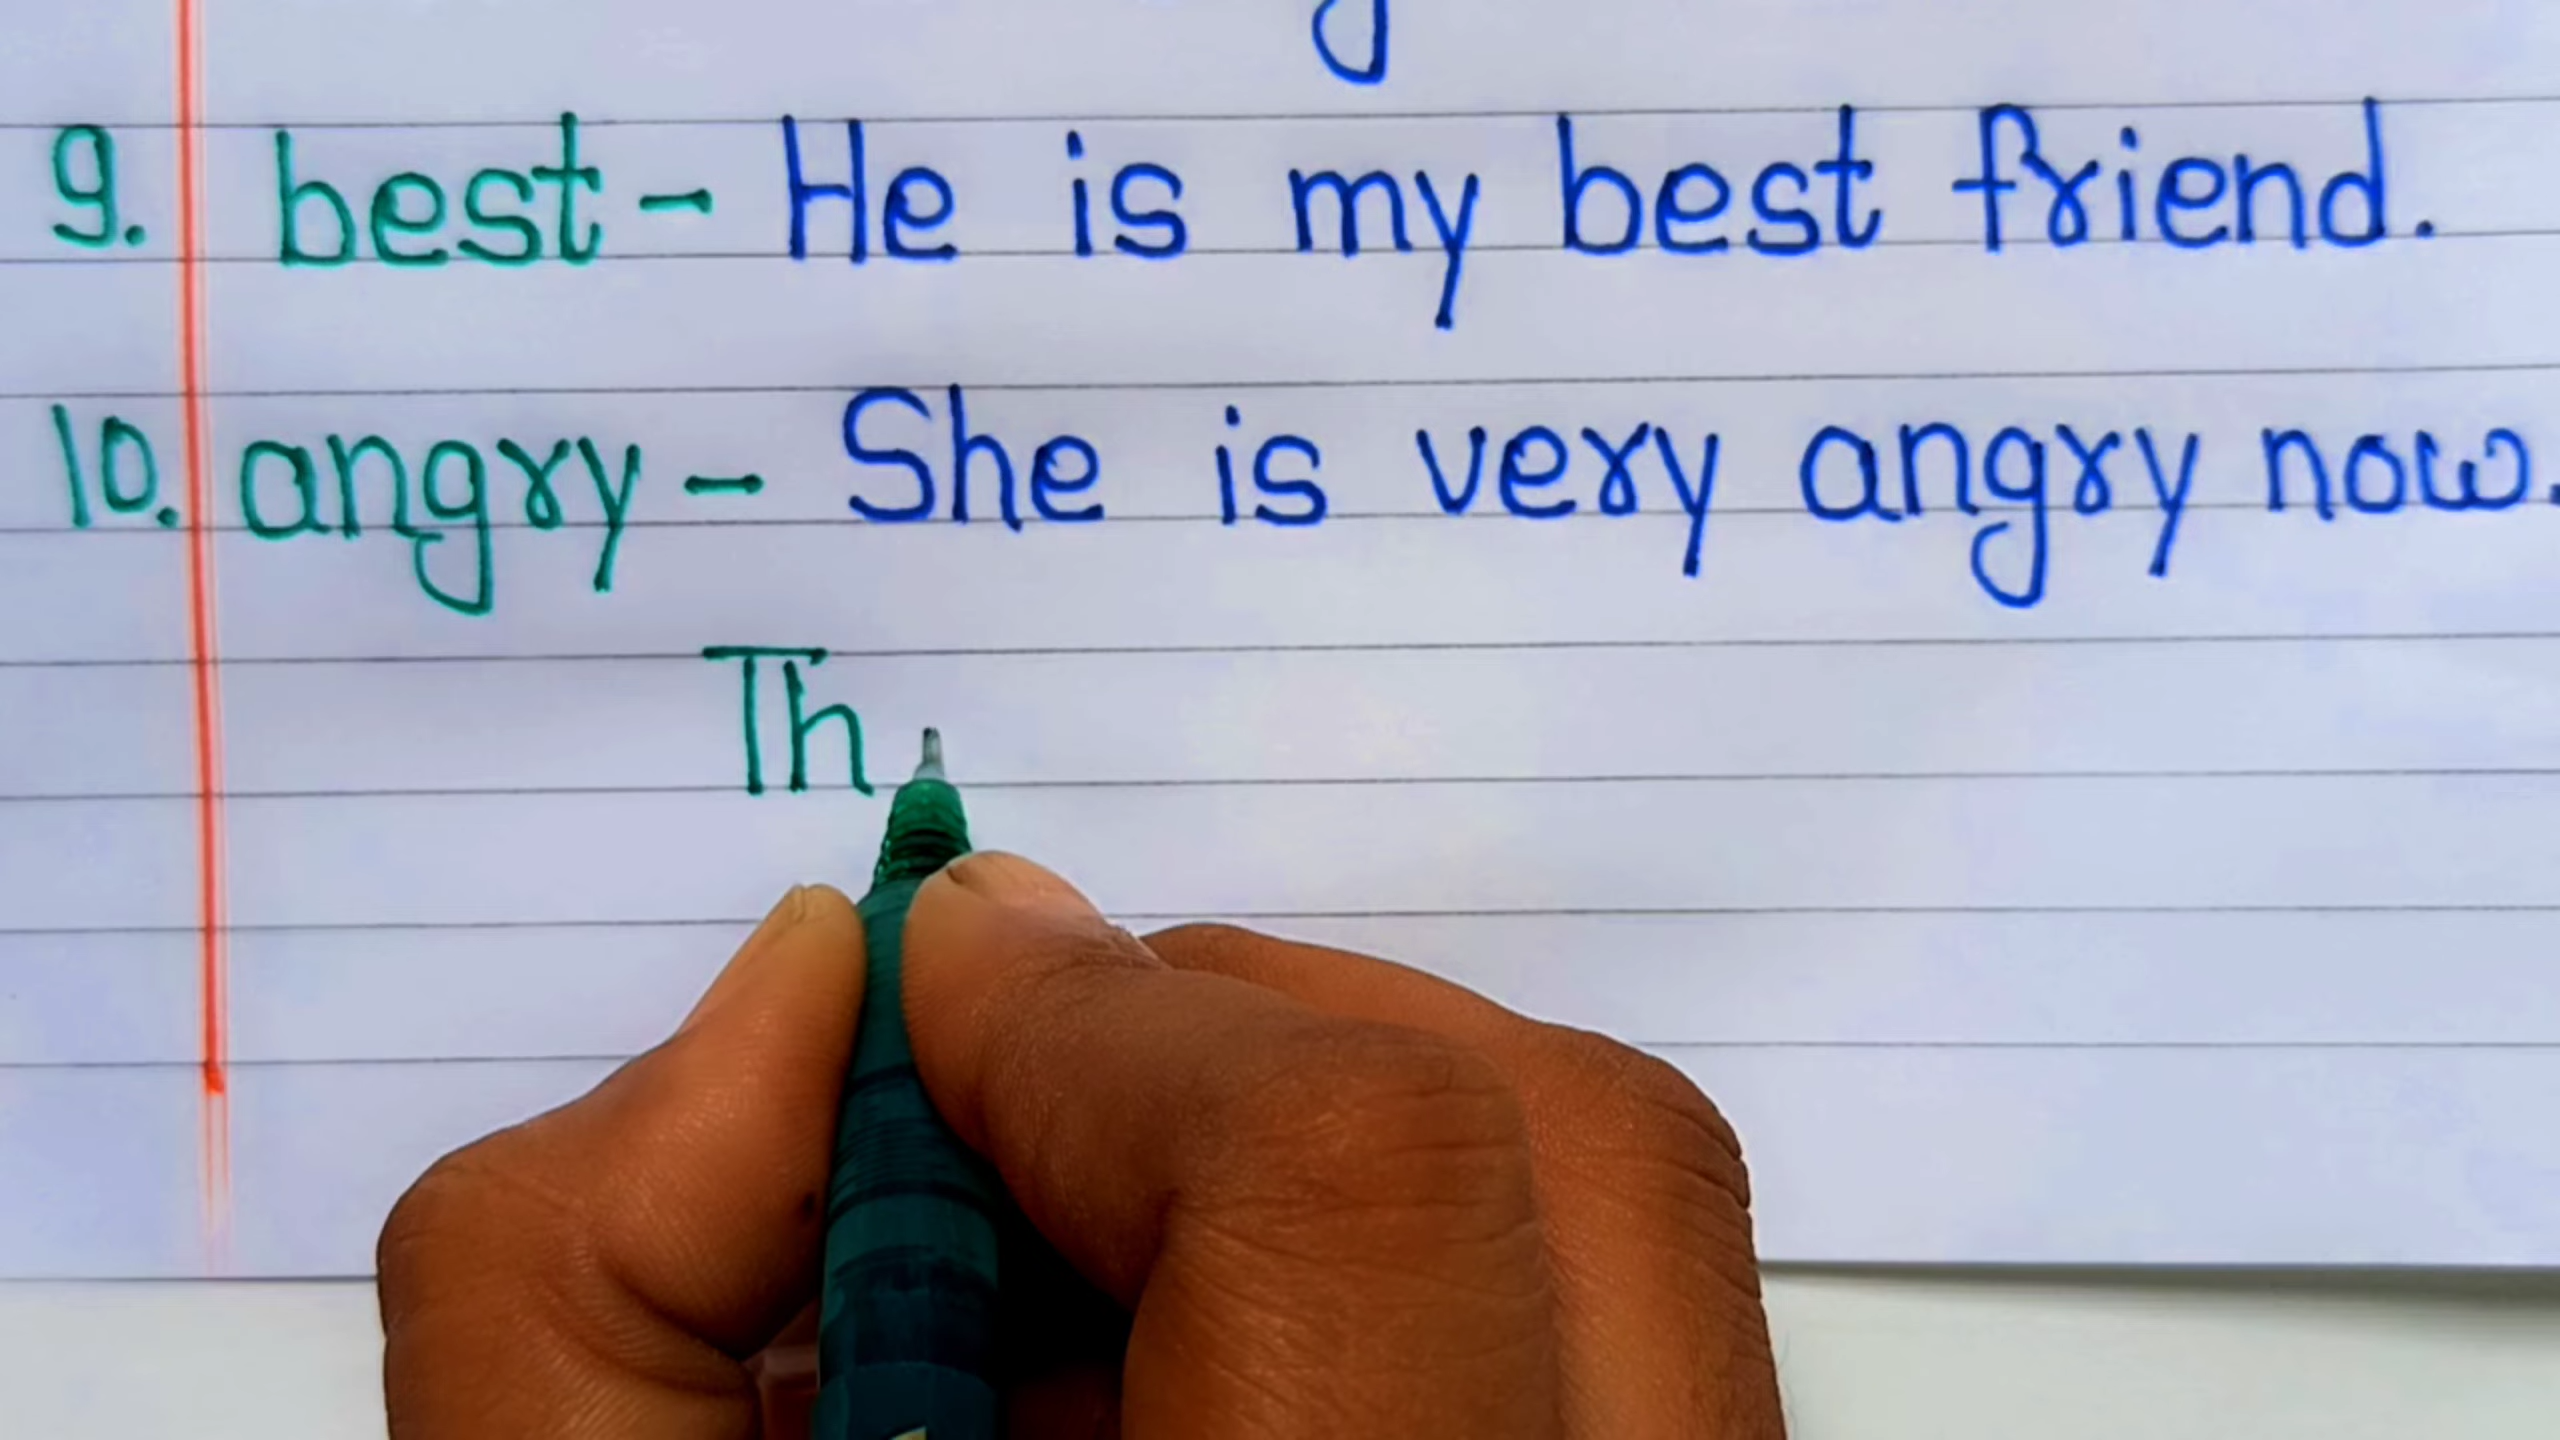 9. best - He is my best friend.
10. angry - She is very angry now.
Th